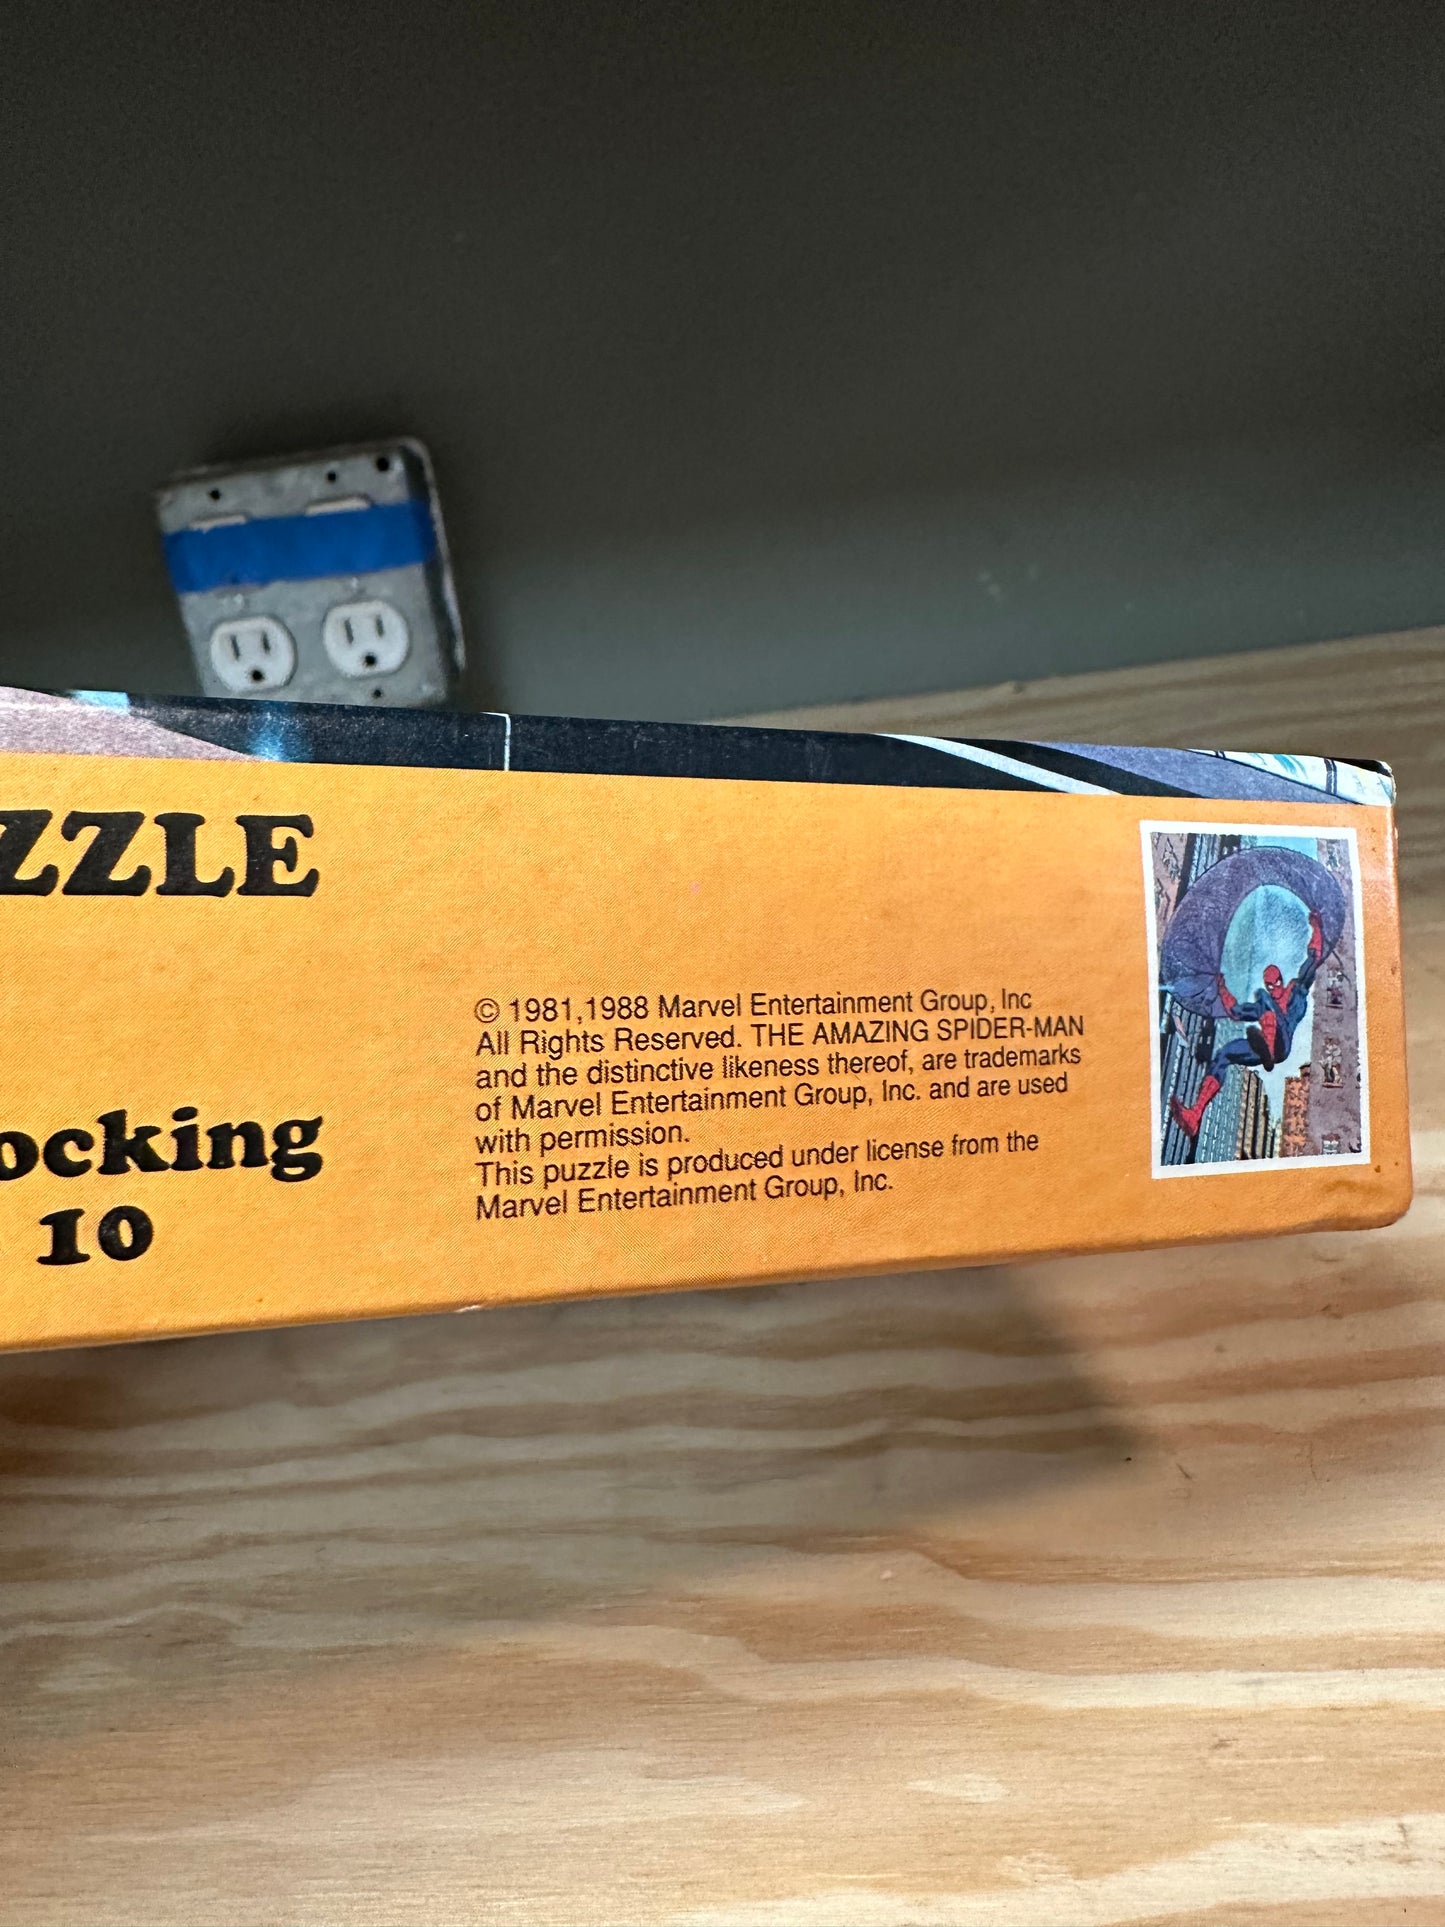 ZZLE
ocking
10
© 1981,1988 Marvel Entertainment Group, Inc
All Rights Reserved. THE AMAZING SPIDER-MAN
and the distinctive likeness thereof, are trademarks
of Marvel Entertainment Group, Inc. and are used
with permission.
This puzzle is produced under license from the
Marvel Entertainment Group, Inc.